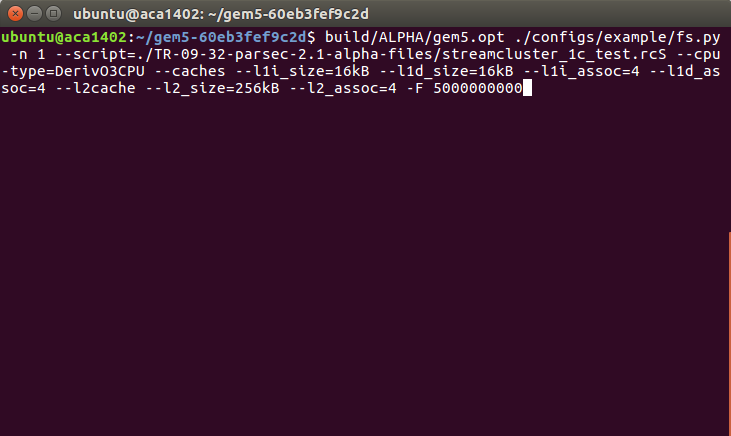 ubuntu@aca1402: ~/gem5-60eb3fef9c2d
ubuntu@aca1402:~/gem5-60eb3fef9c2d$ build/ALPHA/gem5.opt ./configs/example/fs.py
 -n 1 --script=./TR-09-32-parsec-2.1-alpha-files/streamcluster_1c_test.rcS --cpu
-type=DerivO3CPU --caches --l1i_size=16kB --l1d_size=16kB --l1i_assoc=4 --l1d_as
soc=4 --l2cache --l2_size=256kB --l2_assoc=4 -F 5000000000